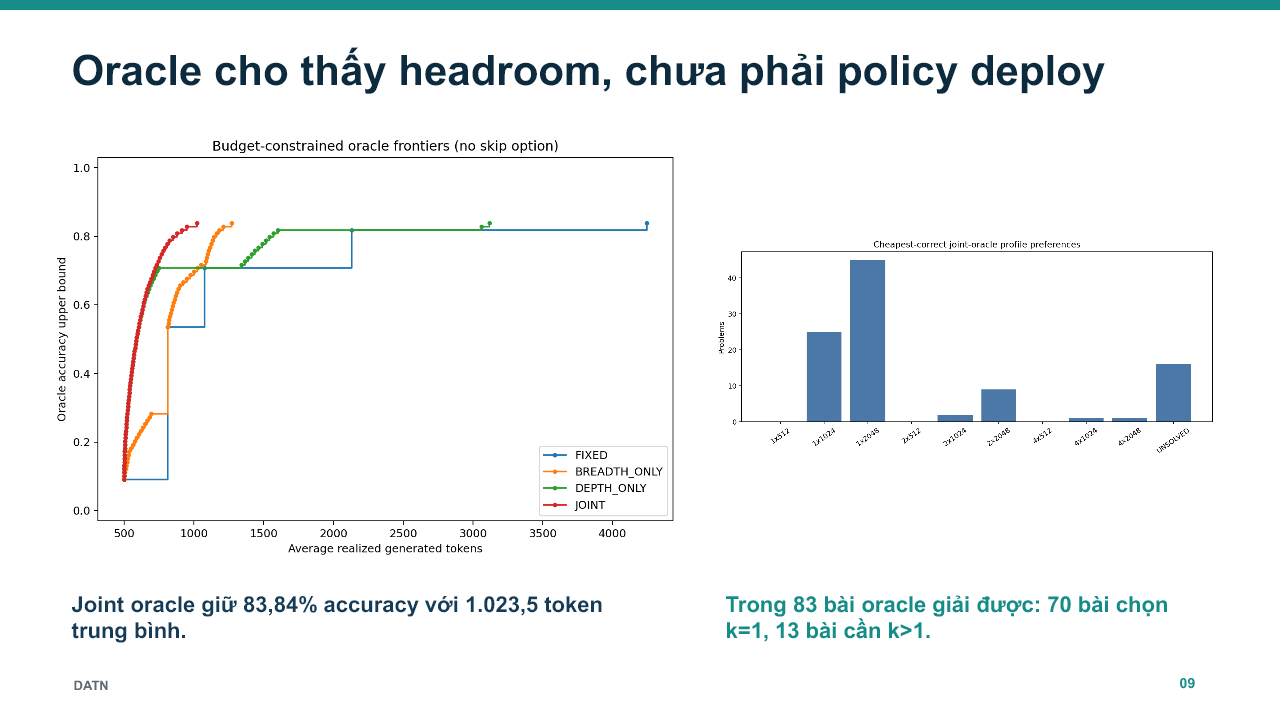 Oracle cho thấy headroom, chưa phải policy deploy
Budget-constrained oracle frontiers (no skip option)
Oracle accuracy upper bound
1.0
0.8
0.6
0.4
0.2
0.0
FIXED
BREADTH_ONLY
DEPTH_ONLY
JOINT
500
1000
1500
2000
2500
3000
3500
4000
Average realized generated tokens
Cheapest-correct joint-oracle profile preferences
Problems
40
30
20
10
0
1x512
1x1024
1x2048
2x512
2x1024
2x2048
4x512
4x1024
4x2048
UNSOLVED
Joint oracle giữ 83,84% accuracy với 1.023,5 token
trung bình.
Trong 83 bài oracle giải được: 70 bài chọn
k=1, 13 bài cần k>1.
DATN
09